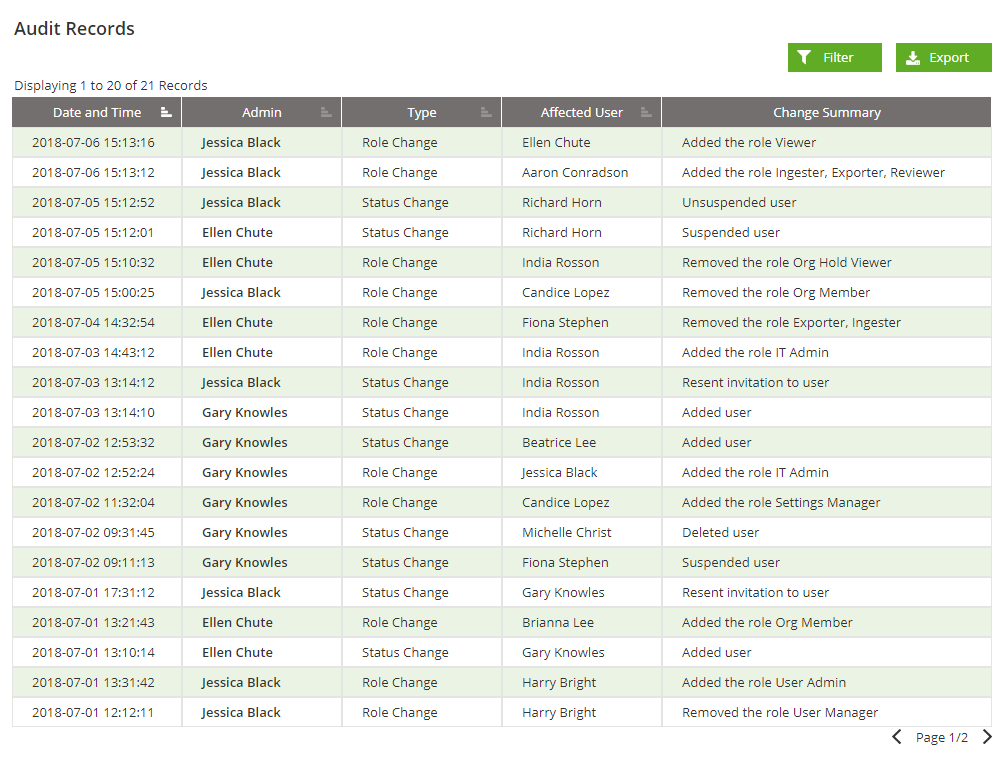 Audit Records
Filter Export
Displaying 1 to 20 of 21 Records
Date and Time Admin Type Affected User Change Summary
2018-07-06 15:13:16 Jessica Black Role Change Ellen Chute Added the role Viewer
2018-07-06 15:13:12 Jessica Black Role Change Aaron Conradson Added the role Ingester, Exporter, Reviewer
2018-07-05 15:12:52 Jessica Black Status Change Richard Horn Unsuspended user
2018-07-05 15:12:01 Ellen Chute Status Change Richard Horn Suspended user
2018-07-05 15:10:32 Ellen Chute Role Change India Rosson Removed the role Org Hold Viewer
2018-07-05 15:00:25 Jessica Black Role Change Candice Lopez Removed the role Org Member
2018-07-04 14:32:54 Ellen Chute Role Change Fiona Stephen Removed the role Exporter, Ingester
2018-07-03 14:43:12 Ellen Chute Role Change India Rosson Added the role IT Admin
2018-07-03 13:14:12 Jessica Black Status Change India Rosson Resent invitation to user
2018-07-03 13:14:10 Gary Knowles Status Change India Rosson Added user
2018-07-02 12:53:32 Gary Knowles Status Change Beatrice Lee Added user
2018-07-02 12:52:24 Gary Knowles Role Change Jessica Black Added the role IT Admin
2018-07-02 11:32:04 Gary Knowles Role Change Candice Lopez Added the role Settings Manager
2018-07-02 09:31:45 Gary Knowles Status Change Michelle Christ Deleted user
2018-07-02 09:11:13 Gary Knowles Status Change Fiona Stephen Suspended user
2018-07-01 17:31:12 Jessica Black Status Change Gary Knowles Resent invitation to user
2018-07-01 13:21:43 Ellen Chute Role Change Brianna Lee Added the role Org Member
2018-07-01 13:10:14 Ellen Chute Status Change Gary Knowles Added user
2018-07-01 13:31:42 Jessica Black Role Change Harry Bright Added the role User Admin
2018-07-01 12:12:11 Jessica Black Role Change Harry Bright Removed the role User Manager
Page 1/2